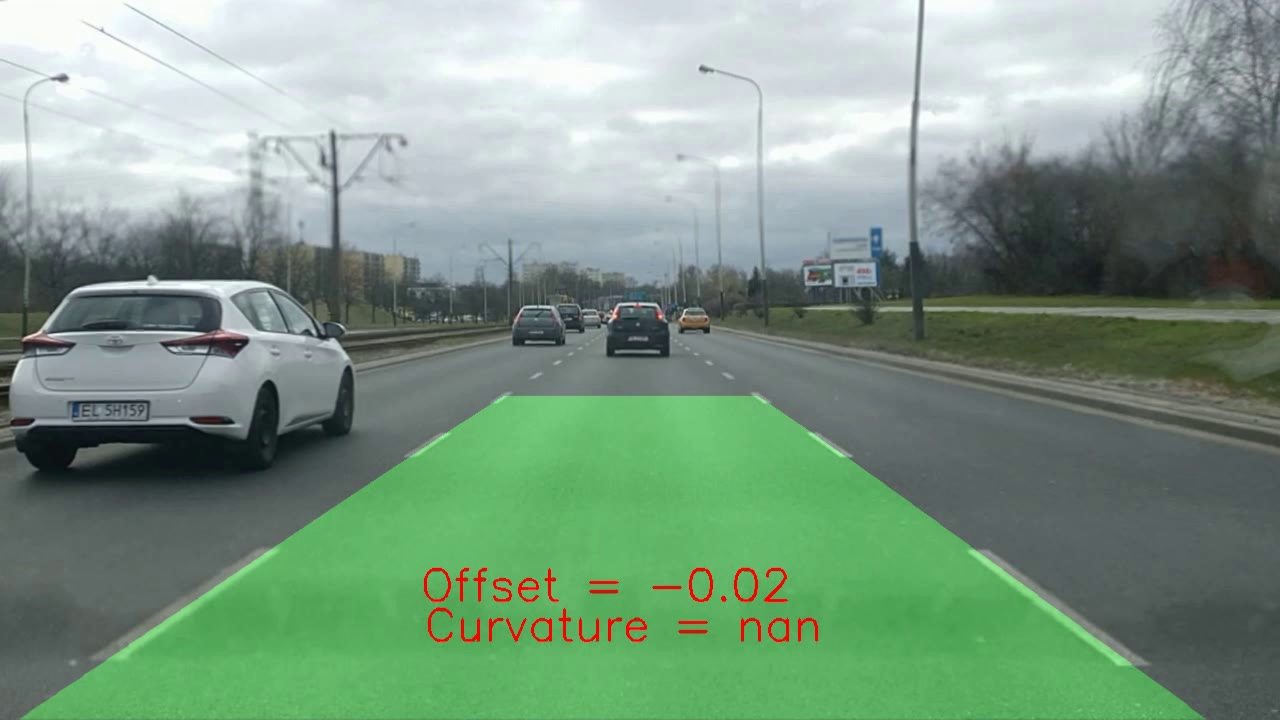 EL 5H159
Offset = -0.02
Curvature = nan